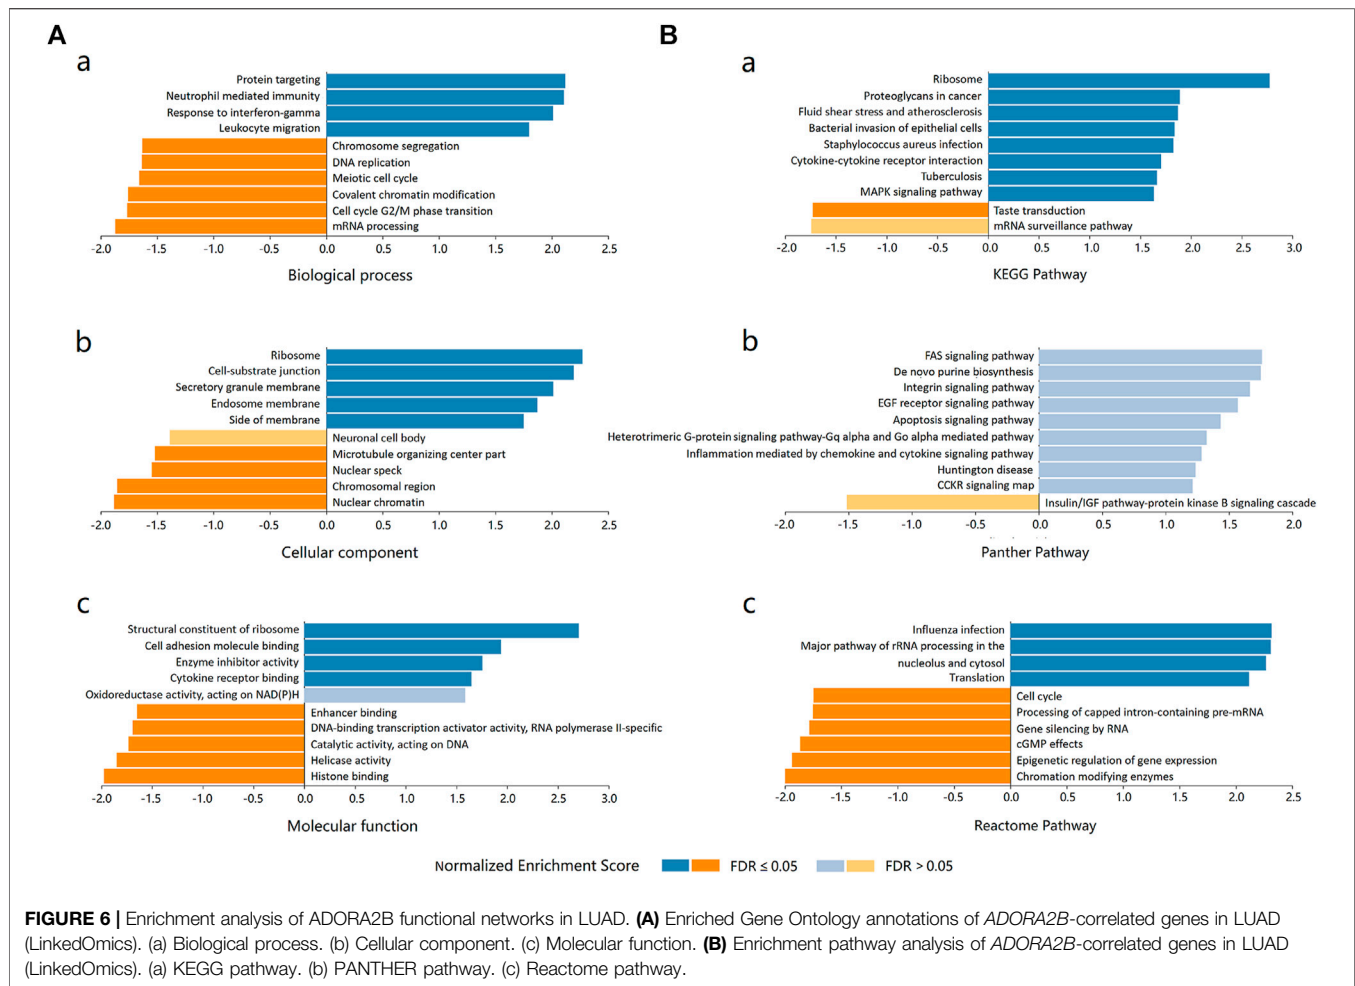 A
a
Protein targeting
Neutrophil mediated immunity
Response to interferon-gamma
Leukocyte migration
Chromosome segregation
DNA replication
Meiotic cell cycle
Covalent chromatin modification
Cell cycle G2/M phase transition
mRNA processing
-2.0 -1.5 -1.0 -0.5 0.0 0.5 1.0 1.5 2.0 2.5
Biological process
b
Ribosome
Cell-substrate junction
Secretory granule membrane
Endosome membrane
Side of membrane
Neuronal cell body
Microtubule organizing center part
Nuclear speck
Chromosomal region
Nuclear chromatin
-2.0 -1.5 -1.0 -0.5 0.0 0.5 1.0 1.5 2.0 2.5
Cellular component
c
Structural constituent of ribosome
Cell adhesion molecule binding
Enzyme inhibitor activity
Cytokine receptor binding
Oxidoreductase activity, acting on NAD(P)H
Enhancer binding
DNA-binding transcription activator activity, RNA polymerase II-specific
Catalytic activity, acting on DNA
Helicase activity
Histone binding
-2.0 -1.5 -1.0 -0.5 0.0 0.5 1.0 1.5 2.0 2.5 3.0
Molecular function
B
a
Ribosome
Proteoglycans in cancer
Fluid shear stress and atherosclerosis
Bacterial invasion of epithelial cells
Staphylococcus aureus infection
Cytokine-cytokine receptor interaction
Tuberculosis
MAPK signaling pathway
Taste transduction
mRNA surveillance pathway
-2.0 -1.5 -1.0 -0.5 0.0 0.5 1.0 1.5 2.0 2.5 3.0
KEGG Pathway
b
FAS signaling pathway
De novo purine biosynthesis
Integrin signaling pathway
EGF receptor signaling pathway
Apoptosis signaling pathway
Heterotrimeric G-protein signaling pathway-Gq alpha and Go alpha mediated pathway
Inflammation mediated by chemokine and cytokine signaling pathway
Huntington disease
CCKR signaling map
Insulin/IGF pathway-protein kinase B signaling cascade
-2.0 -1.5 -1.0 -0.5 0.0 0.5 1.0 1.5 2.0
Panther Pathway
c
Influenza infection
Major pathway of rRNA processing in the
nucleolus and cytosol
Translation
Cell cycle
Processing of capped intron-containing pre-mRNA
Gene silencing by RNA
cGMP effects
Epigenetic regulation of gene expression
Chromation modifying enzymes
-2.0 -1.5 -1.0 -0.5 0.0 0.5 1.0 1.5 2.0 2.5
Reactome Pathway
Normalized Enrichment Score FDR ≤ 0.05 FDR > 0.05
FIGURE 6 | Enrichment analysis of ADORA2B functional networks in LUAD. (A) Enriched Gene Ontology annotations of ADORA2B-correlated genes in LUAD
(LinkedOmics). (a) Biological process. (b) Cellular component. (c) Molecular function. (B) Enrichment pathway analysis of ADORA2B-correlated genes in LUAD
(LinkedOmics). (a) KEGG pathway. (b) PANTHER pathway. (c) Reactome pathway.